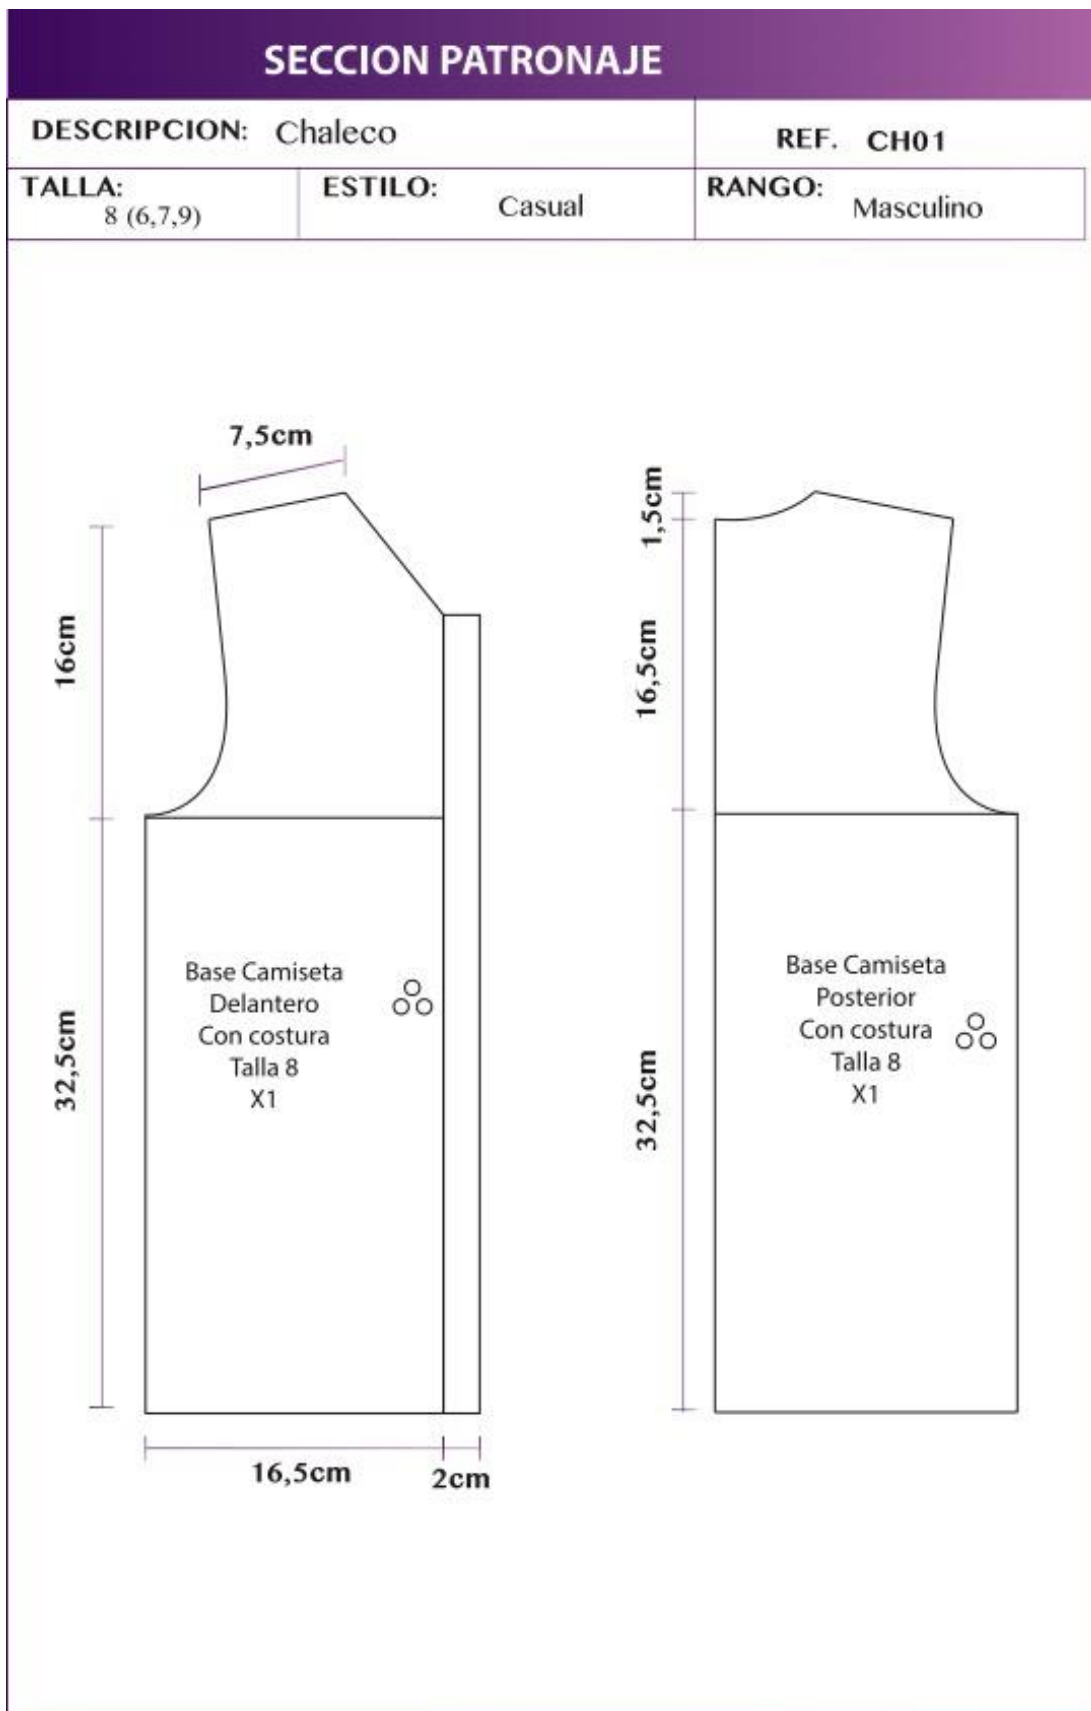 SECCION PATRONAJE
DESCRIPCION: Chaleco
REF. CH01
TALLA:
8 (6,7,9)
ESTILO:
Casual
RANGO:
Masculino
7,5cm
16cm
32,5cm
Base Camiseta
Delantero
Con costura
Talla 8
X1
16,5cm
2cm
1,5cm
16,5cm
32,5cm
Base Camiseta
Posterior
Con costura
Talla 8
X1